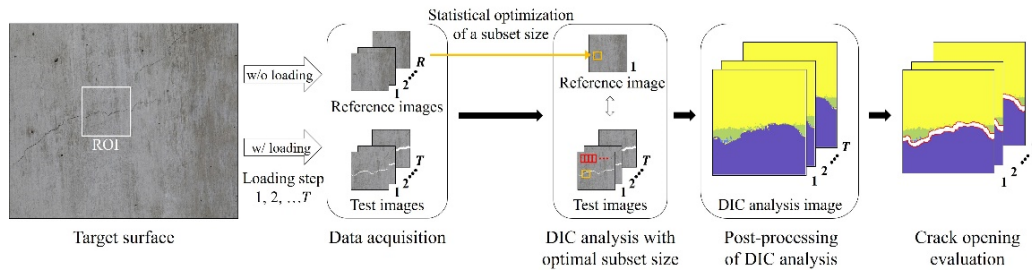 Statistical optimization
of a subset size
ROI
w/o loading
w/ loading
Loading step
1, 2, …T
1 2 R
Reference images
1 2 T
Test images
1
Reference image
1 2 T
Test images
1 2 T
DIC analysis image
1 2 T
Target surface
Data acquisition
DIC analysis with
optimal subset size
Post-processing
of DIC analysis
Crack opening
evaluation